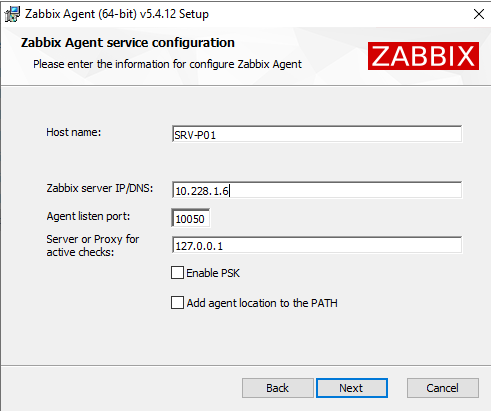 Zabbix Agent (64-bit) v5.4.12 Setup
Zabbix Agent service configuration
Please enter the information for configure Zabbix Agent
ZABBIX
Host name:
SRV-P01
Zabbix server IP/DNS:
10.228.1.6
Agent listen port:
10050
Server or Proxy for
active checks:
127.0.0.1
Enable PSK
Add agent location to the PATH
Back
Next
Cancel